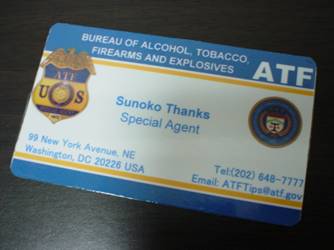 BUREAU OF ALCOHOL, TOBACCO,
FIREARMS AND EXPLOSIVES
ATF
ATF
U S
Sunoko Thanks
Special Agent
99 New York Avenue, NE
Washington, DC 20226 USA
Tel:(202) 648-7777
Email: ATFTips@atf.gov